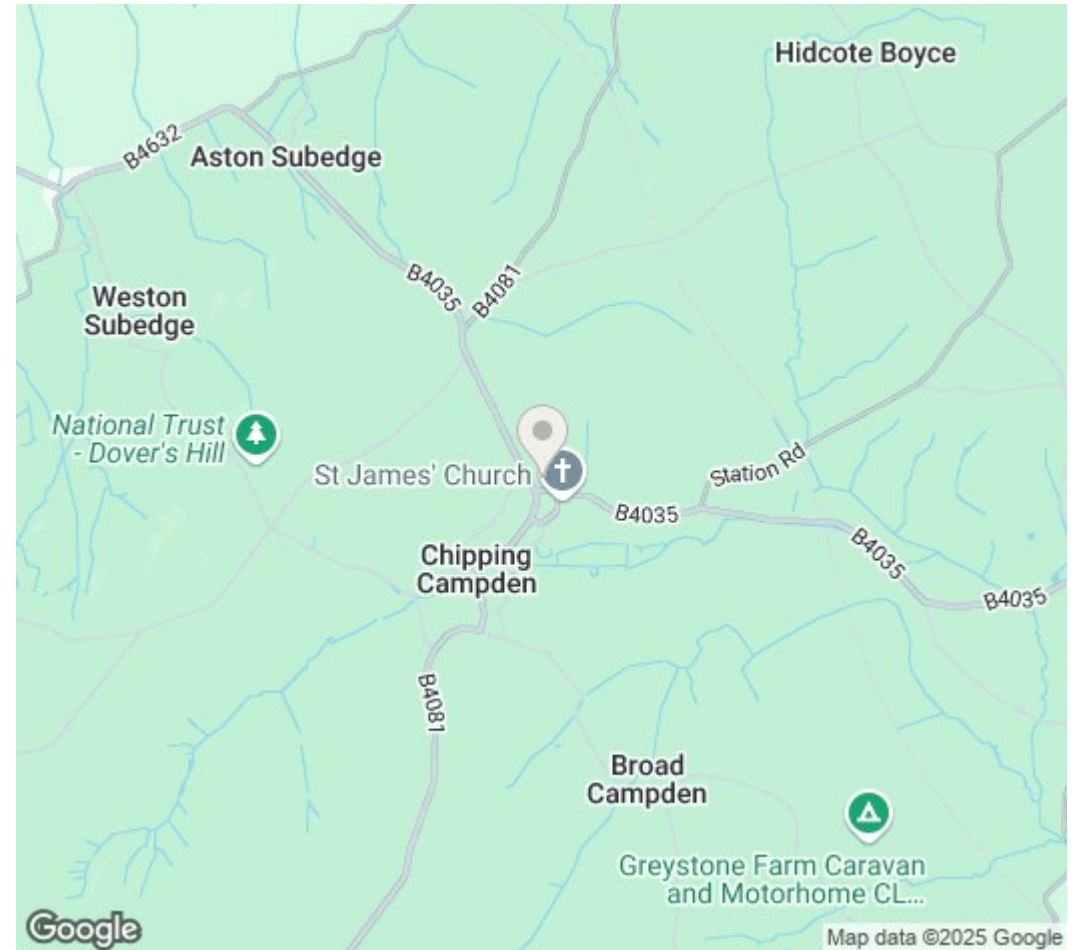 Hidcote Boyce
B4632
Aston Subedge
B4035
B4081
Weston
Subedge
National Trust
- Dover's Hill
St James' Church
Station Rd
B4035
B4035
B4035
Chipping
Campden
B4081
Broad
Campden
Greystone Farm Caravan
and Motorhome CL...
Google
Map data ©2025 Google